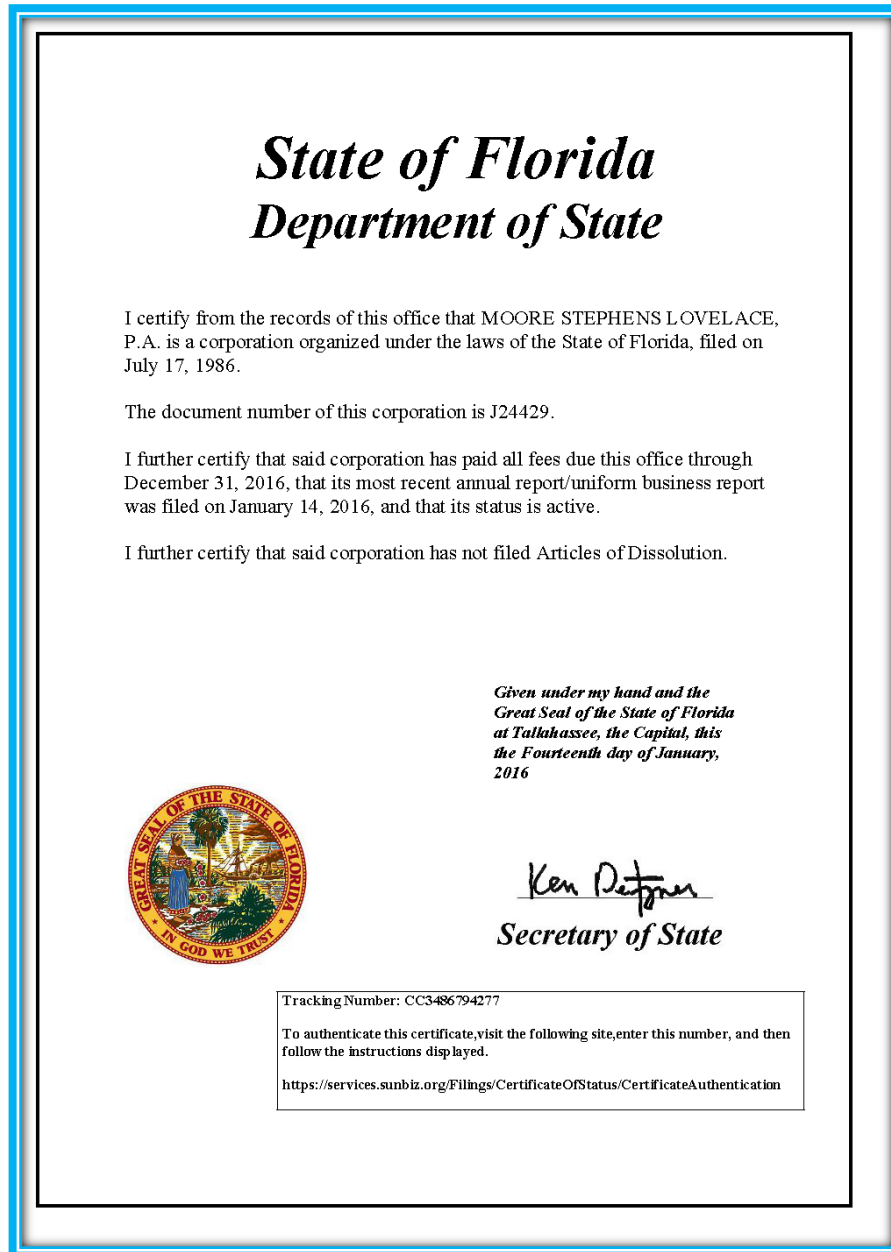 State of Florida
Department of State
I certify from the records of this office that MOORE STEPHENS LOVELACE,
P.A. is a corporation organized under the laws of the State of Florida, filed on
July 17, 1986.
The document number of this corporation is J24429.
I further certify that said corporation has paid all fees due this office through
December 31, 2016, that its most recent annual report/uniform business report
was filed on January 14, 2016, and that its status is active.
I further certify that said corporation has not filed Articles of Dissolution.
Given under my hand and the
Great Seal of the State of Florida
at Tallahassee, the Capital, this
the Fourteenth day of January,
2016
GREAT SEAL OF THE STATE OF FLORIDA
IN GOD WE TRUST
Ken Detzner
Secretary of State
Tracking Number: CC3486794277
To authenticate this certificate,visit the following site,enter this number, and then
follow the instructions displayed.
https://services.sunbiz.org/Filings/CertificateOfStatus/CertificateAuthentication